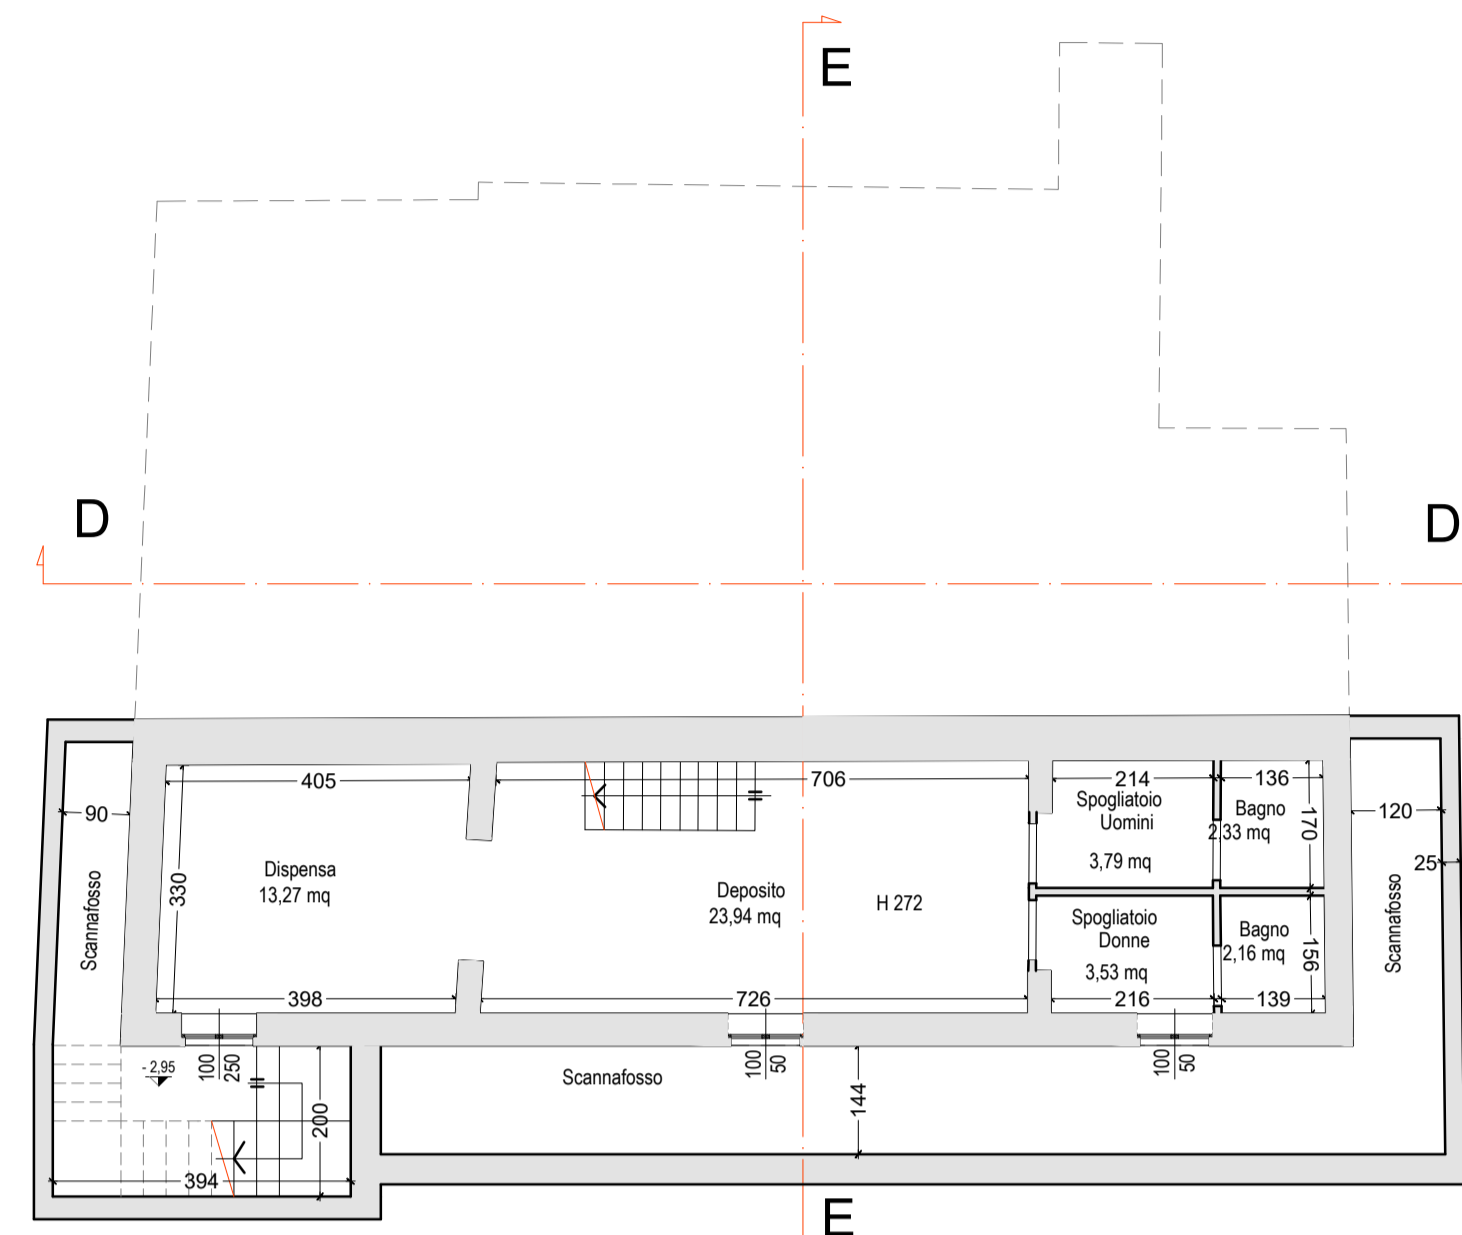 E
D
D
405
706
214
136
Spogliatoio
Uomini
3,79 mq
Bagno
2,33 mq
170
90
120
25
330
Dispensa
13,27 mq
Deposito
23,94 mq
H 272
Scannafosso
Scannafosso
Spogliatoio
Donne
3,53 mq
Bagno
2,16 mq
156
398
726
216
139
- 2,95
100
250
100
50
100
50
Scannafosso
144
200
394
E